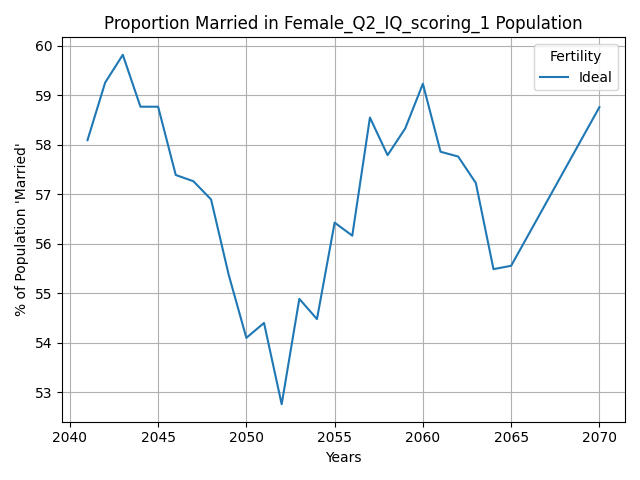 Proportion Married in Female_Q2_IQ_scoring_1 Population
60
59
58
57
56
55
54
53
% of Population 'Married'
Fertility
Ideal
2040 2045 2050 2055 2060 2065 2070
Years